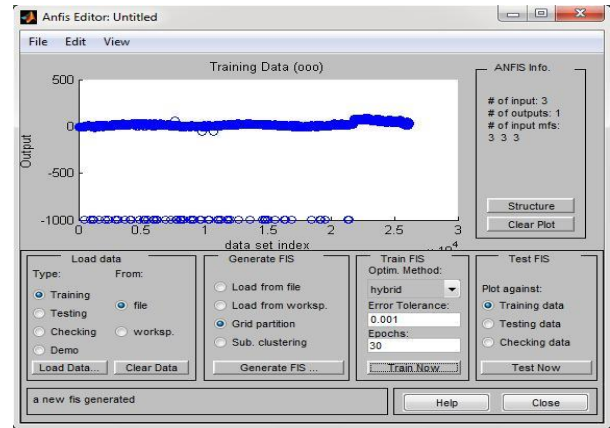 Anfis Editor: Untitled
File Edit View
Training Data (ooo)
500
0
-500
-1000
Output
0 0.5 1 1.5 2 2.5 3
data set index
ANFIS Info.
# of input: 3
# of outputs: 1
# of input mfs:
3 3 3
Structure
Clear Plot
Load data
Type: From:
Training
Testing
Checking
Demo
file
worksp.
Load Data... Clear Data
Generate FIS
Load from file
Load from worksp.
Grid partition
Sub. clustering
Generate FIS ...
Train FIS
Optim. Method:
hybrid
Error Tolerance:
0.001
Epochs:
30
Train Now
Test FIS
Plot against:
Training data
Testing data
Checking data
Test Now
a new fis generated
Help Close